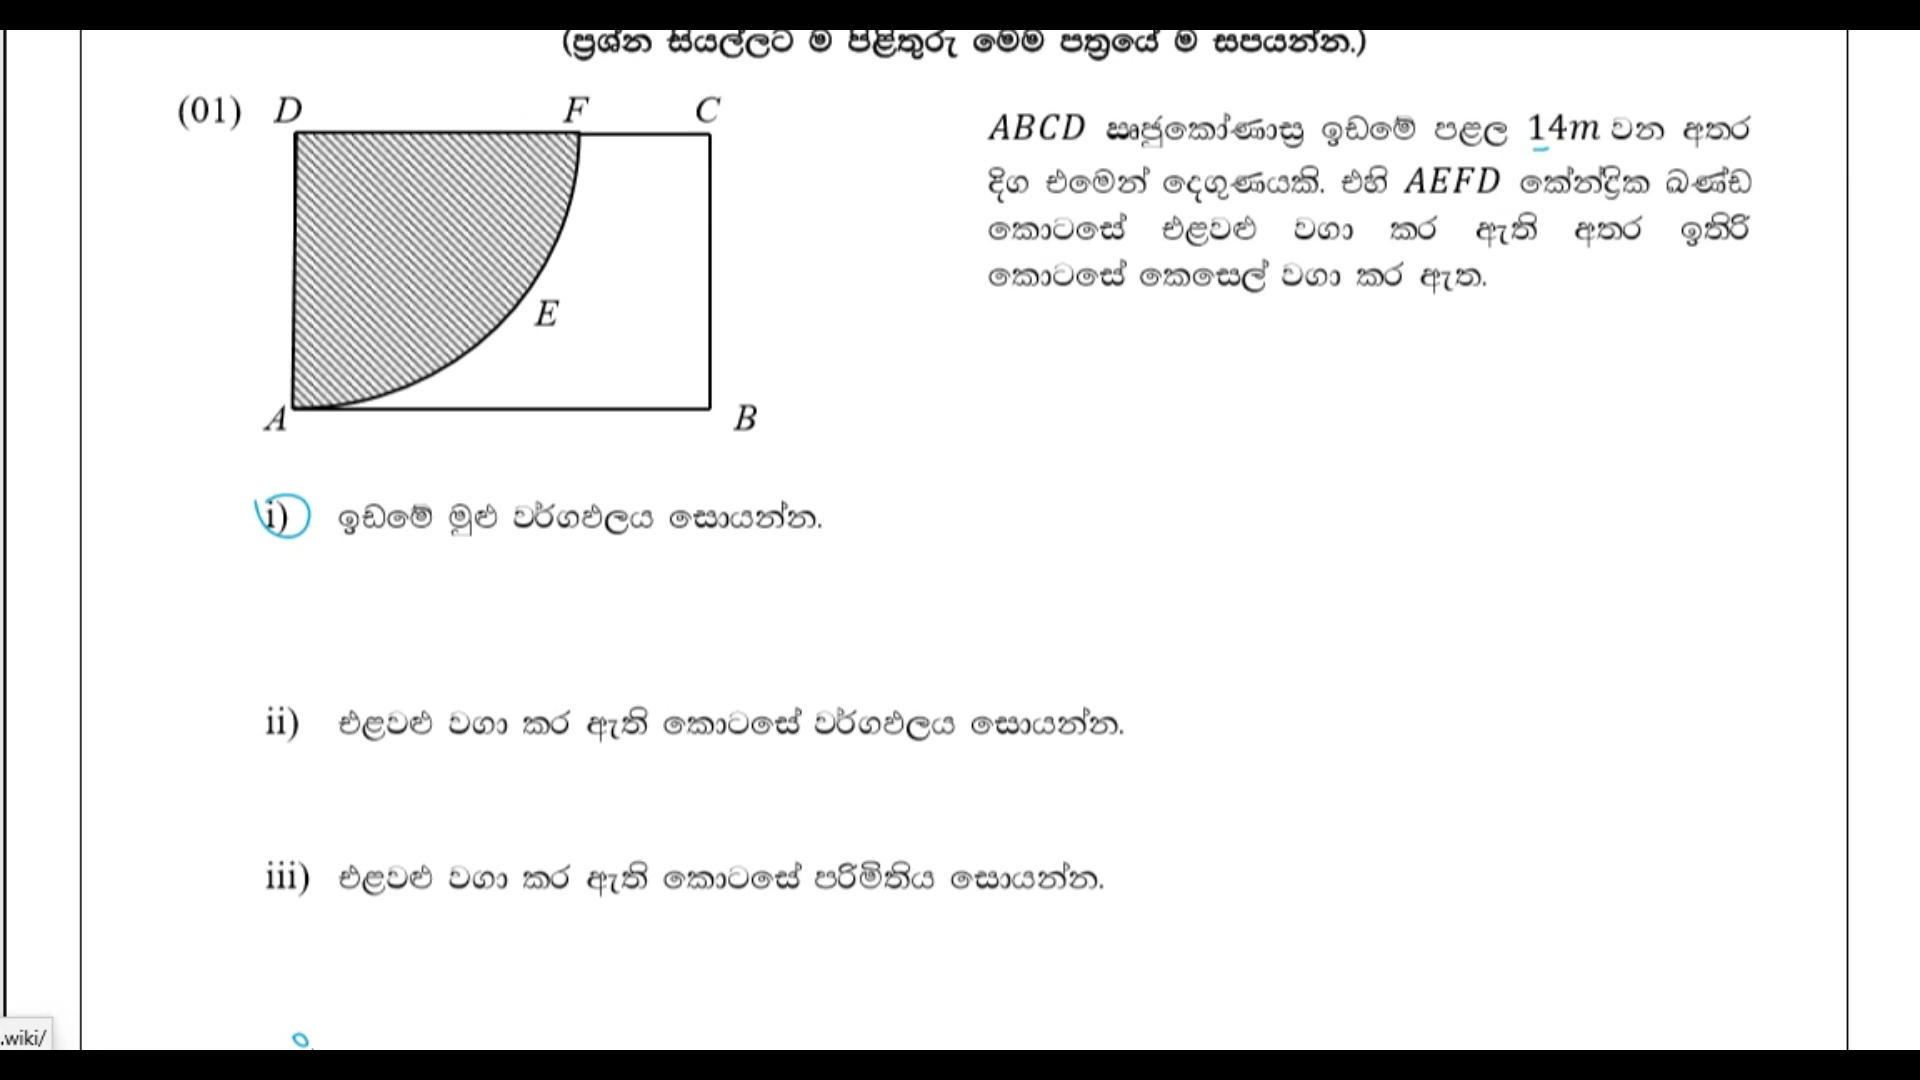 (ප්‍රශ්න සියල්ලට ම පිළිතුරු මෙම පත්‍රයේ ම සපයන්න.)
(01) D F C
E
A B
ABCD සෘජුකෝණාස්‍ර ඉඩමේ පළල 14m වන අතර
දිග එමෙන් දෙගුණයකි. එහි AEFD කේන්ද්‍රික ඛණ්ඩ
කොටසේ එළවළු වගා කර ඇති අතර ඉතිරි
කොටසේ කෙසෙල් වගා කර ඇත.
i) ඉඩමේ මුළු වර්ගඵලය සොයන්න.
ii) එළවළු වගා කර ඇති කොටසේ වර්ගඵලය සොයන්න.
iii) එළවළු වගා කර ඇති කොටසේ පරිමිතිය සොයන්න.
.wiki/